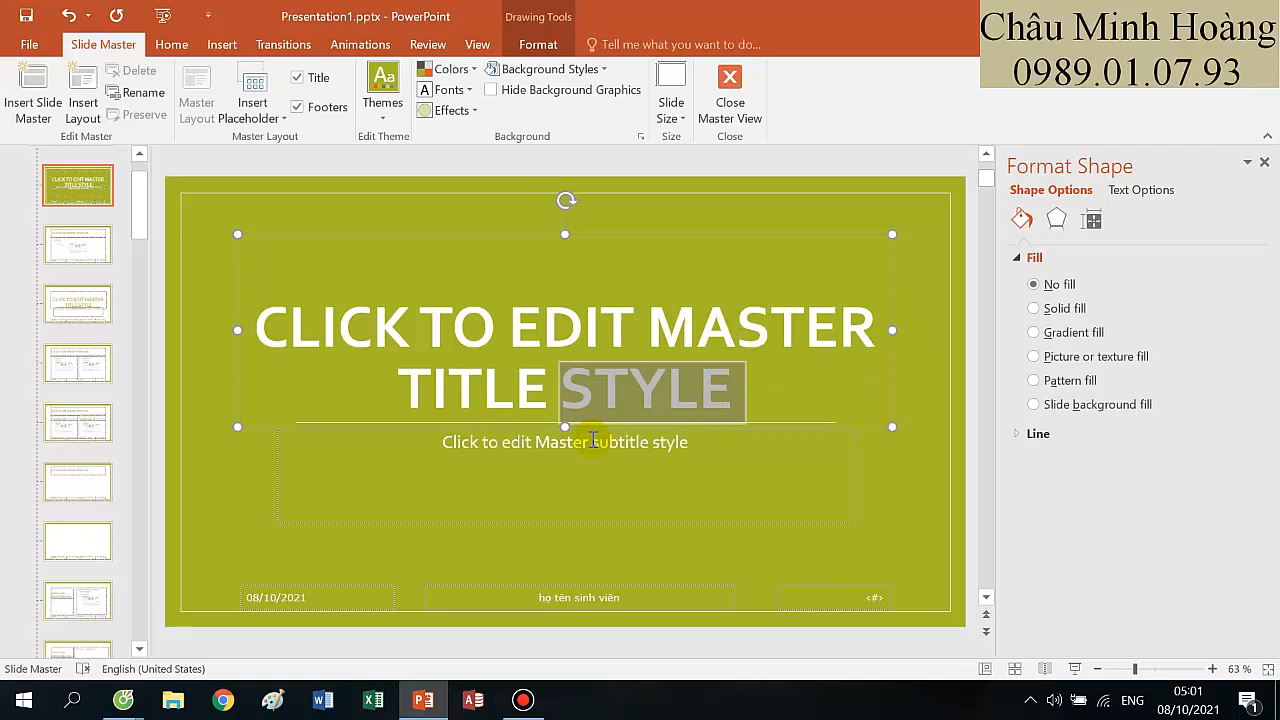 Presentation1.pptx - PowerPoint
Drawing Tools
Châu Minh Hoàng
0989.01.07.93
File
Slide Master
Home
Insert
Transitions
Animations
Review
View
Format
Tell me what you want to do...
Insert Slide Master
Insert Layout
Delete
Rename
Preserve
Edit Master
Master Layout
Insert Placeholder
Title
Footers
Master Layout
Themes
Edit Theme
Colors
Fonts
Effects
Background Styles
Hide Background Graphics
Background
Slide Size
Size
Close Master View
Close
CLICK TO EDIT MASTER
TITLE STYLE
Click to edit Master subtitle style
08/10/2021
họ tên sinh viên
<#>
Format Shape
Shape Options
Text Options
Fill
No fill
Solid fill
Gradient fill
Picture or texture fill
Pattern fill
Slide background fill
Line
Slide Master
English (United States)
63 %
ENG
05:01
08/10/2021